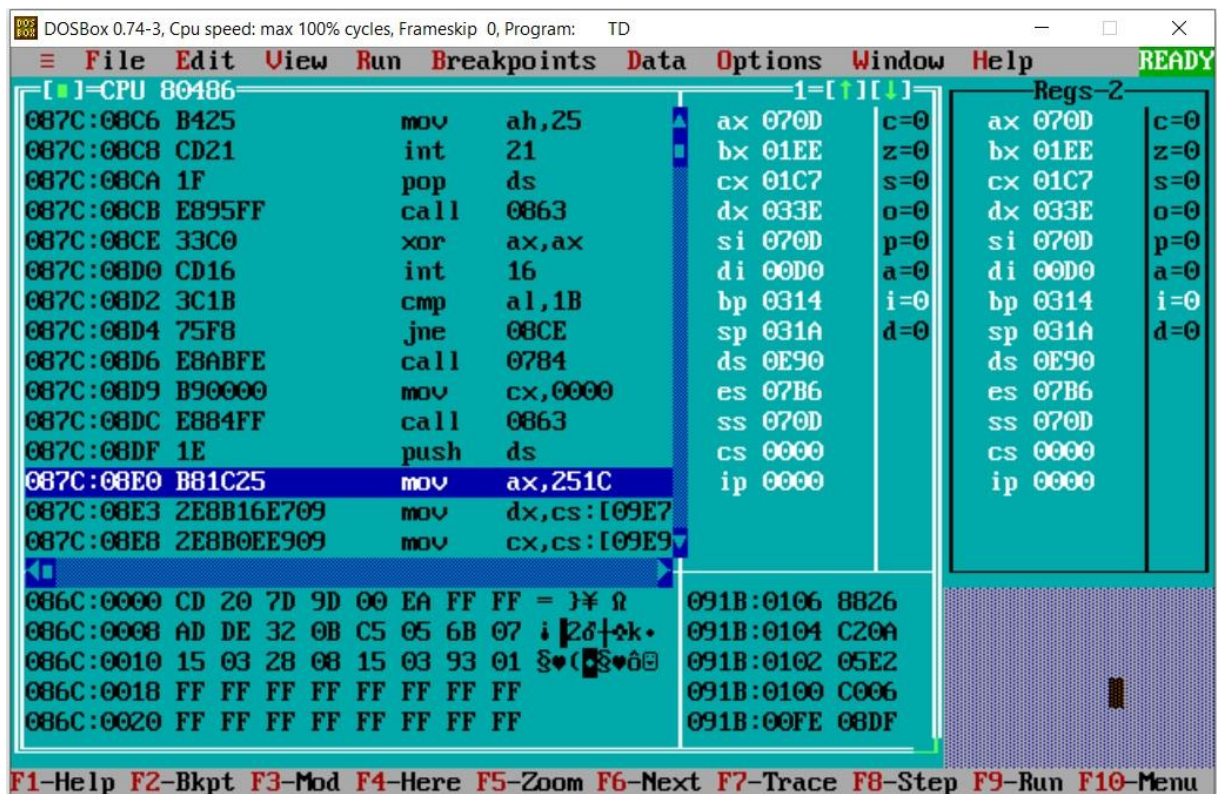 DOSBox 0.74-3, Cpu speed: max 100% cycles, Frameskip 0, Program: TD
≡ File Edit View Run Breakpoints Data Options Window Help READY
[■]=CPU 80486 1=[↑][↓] Regs-2
087C:08C6 B425 mov ah,25 ax 070D c=0 ax 070D c=0
087C:08C8 CD21 int 21 bx 01EE z=0 bx 01EE z=0
087C:08CA 1F pop ds cx 01C7 s=0 cx 01C7 s=0
087C:08CB E895FF call 0863 dx 033E o=0 dx 033E o=0
087C:08CE 33C0 xor ax,ax si 070D p=0 si 070D p=0
087C:08D0 CD16 int 16 di 00D0 a=0 di 00D0 a=0
087C:08D2 3C1B cmp al,1B bp 0314 i=0 bp 0314 i=0
087C:08D4 75F8 jne 08CE sp 031A d=0 sp 031A d=0
087C:08D6 E8ABFE call 0784 ds 0E90 ds 0E90
087C:08D9 B90000 mov cx,0000 es 07B6 es 07B6
087C:08DC E884FF call 0863 ss 070D ss 070D
087C:08DF 1E push ds cs 0000 cs 0000
087C:08E0 B81C25 mov ax,251C ip 0000 ip 0000
087C:08E3 2E8B16E709 mov dx,cs:[09E7
087C:08E8 2E8B0EE909 mov cx,cs:[09E9
086C:0000 CD 20 7D 9D 00 EA FF FF = }¥ Ω 091B:0106 8826
086C:0008 AD DE 32 0B C5 05 6B 07 ¡▐2♂┼♣k• 091B:0104 C20A
086C:0010 15 03 28 08 15 03 93 01 §♥(◘§♥ô☺ 091B:0102 05E2
086C:0018 FF FF FF FF FF FF FF FF 091B:0100 C006
086C:0020 FF FF FF FF FF FF FF FF 091B:00FE 08DF
F1-Help F2-Bkpt F3-Mod F4-Here F5-Zoom F6-Next F7-Trace F8-Step F9-Run F10-Menu